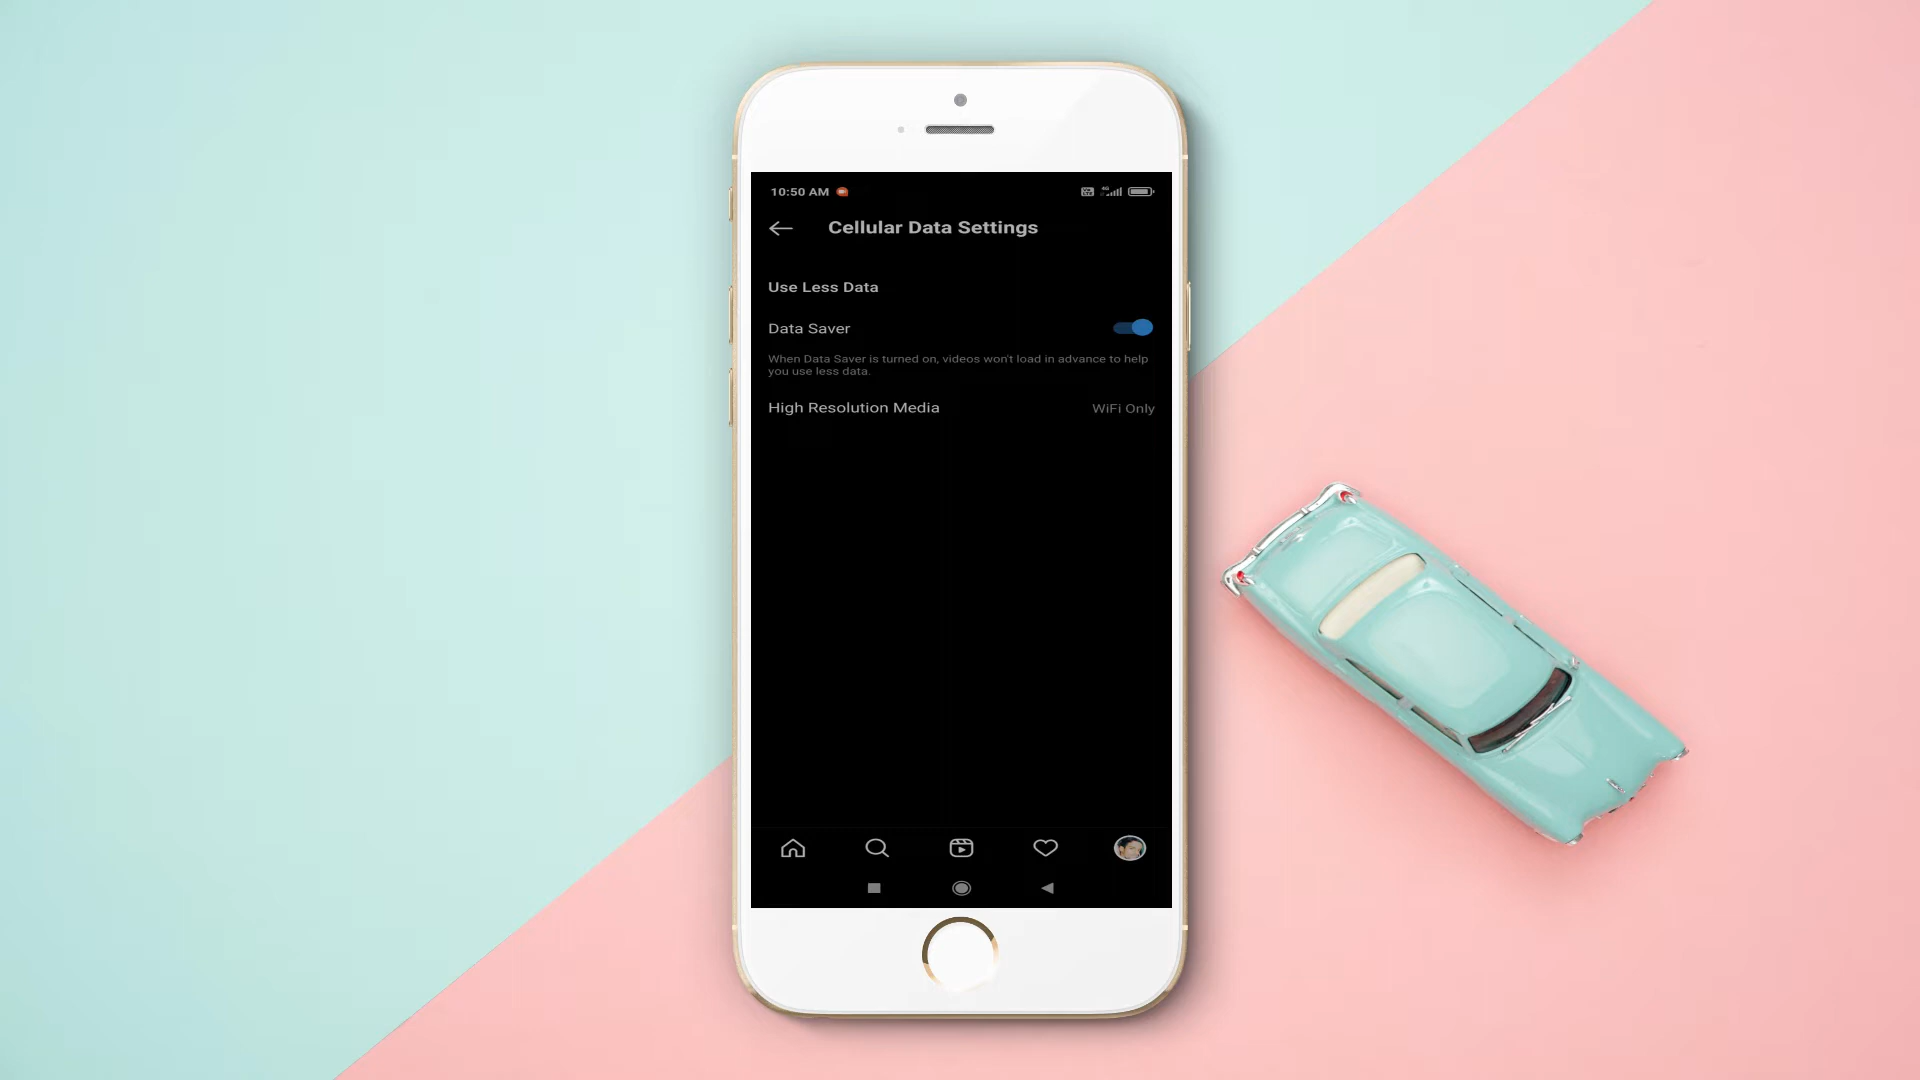 10:50 AM
Cellular Data Settings
Use Less Data
Data Saver
When Data Saver is turned on, videos won't load in advance to help
you use less data.
High Resolution Media WiFi Only